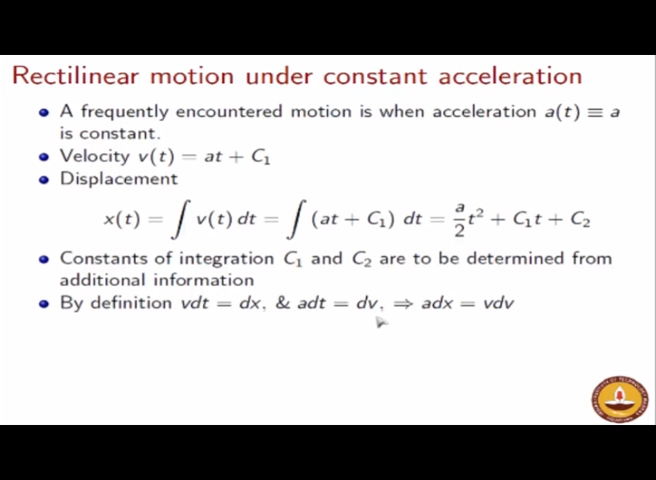 Rectilinear motion under constant acceleration
A frequently encountered motion is when acceleration a(t) ≡ a
is constant.
Velocity v(t) = at + C₁
Displacement
x(t) = ∫ v(t) dt = ∫ (at + C₁) dt = a/2 t² + C₁t + C₂
Constants of integration C₁ and C₂ are to be determined from
additional information
By definition vdt = dx, & adt = dv, ⇒ adx = vdv